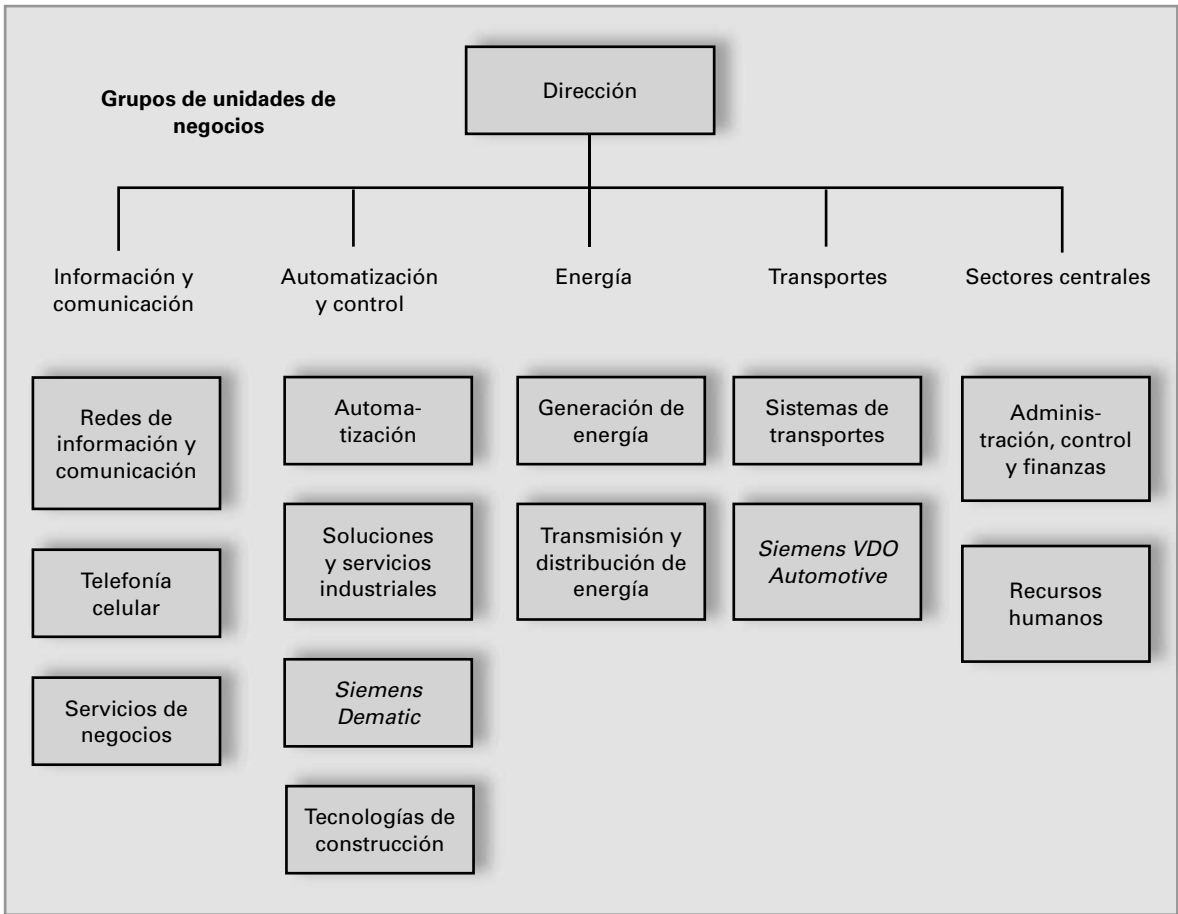 Grupos de unidades de
negocios
Dirección
Información y
comunicación
Automatización
y control
Energía
Transportes
Sectores centrales
Redes de
información y
comunicación
Telefonía
celular
Servicios de
negocios
Automa-
tización
Soluciones
y servicios
industriales
Siemens
Dematic
Tecnologías de
construcción
Generación de
energía
Transmisión y
distribución de
energía
Sistemas de
transportes
Siemens VDO
Automotive
Adminis-
tración, control
y finanzas
Recursos
humanos